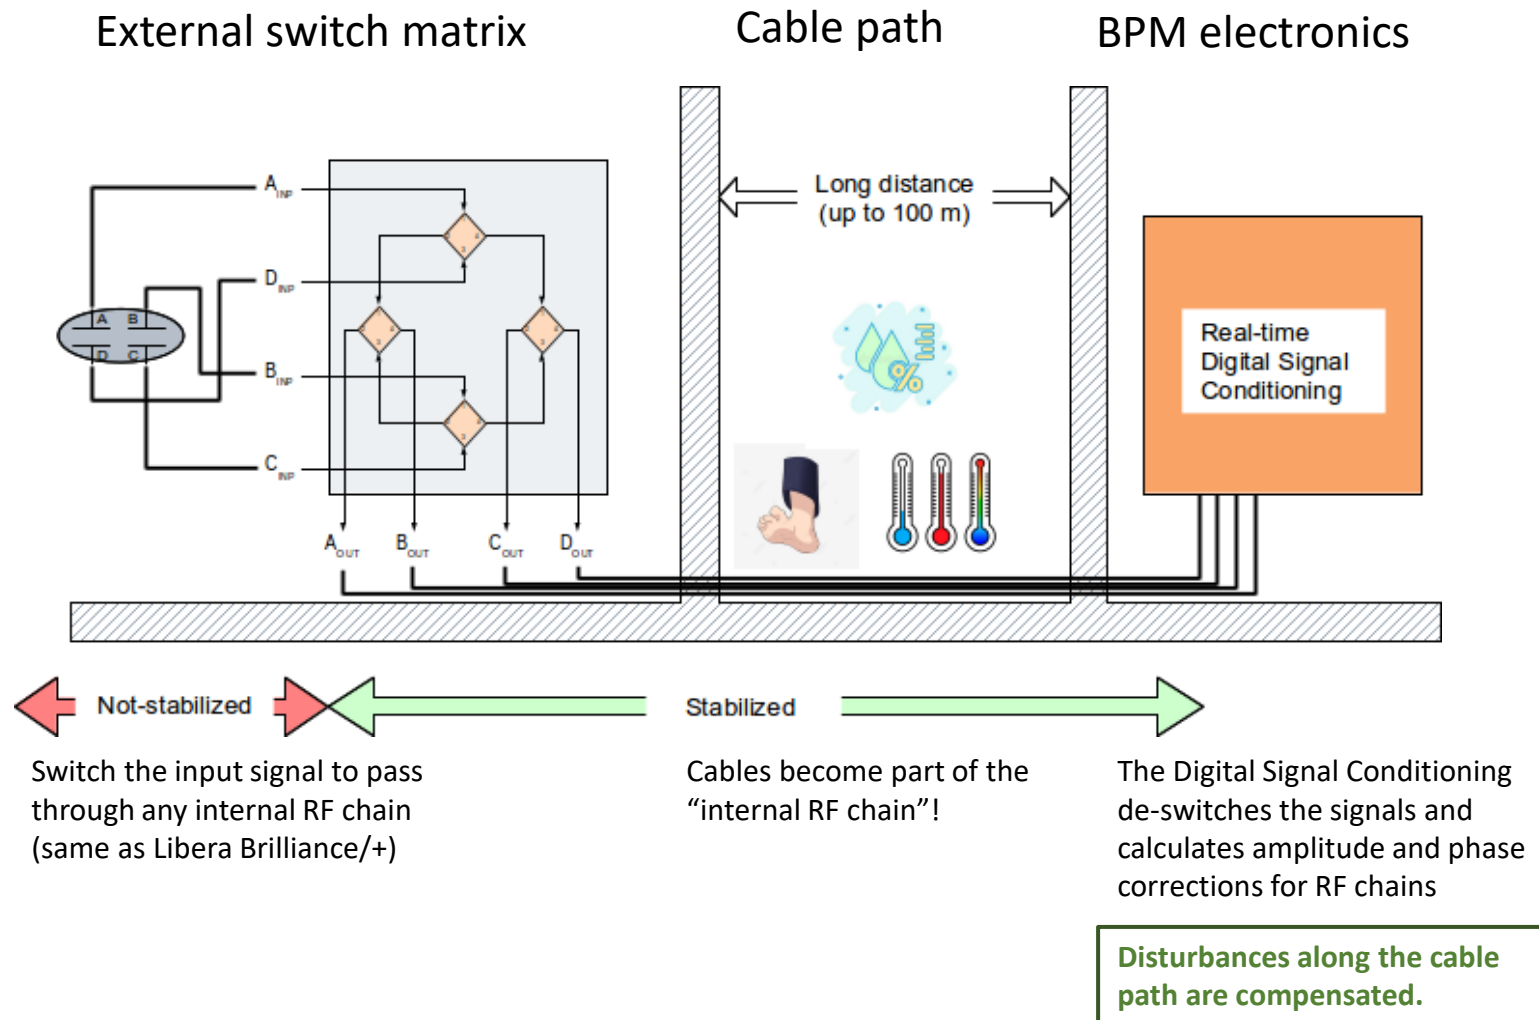 External switch matrix
Cable path
BPM electronics
A INP
D INP
B INP
C INP
A B
D C
A OUT B OUT C OUT D OUT
Long distance
(up to 100 m)
%
Real-time
Digital Signal
Conditioning
Not-stabilized
Stabilized
Switch the input signal to pass
through any internal RF chain
(same as Libera Brilliance/+)
Cables become part of the
“internal RF chain”!
The Digital Signal Conditioning
de-switches the signals and
calculates amplitude and phase
corrections for RF chains
Disturbances along the cable
path are compensated.